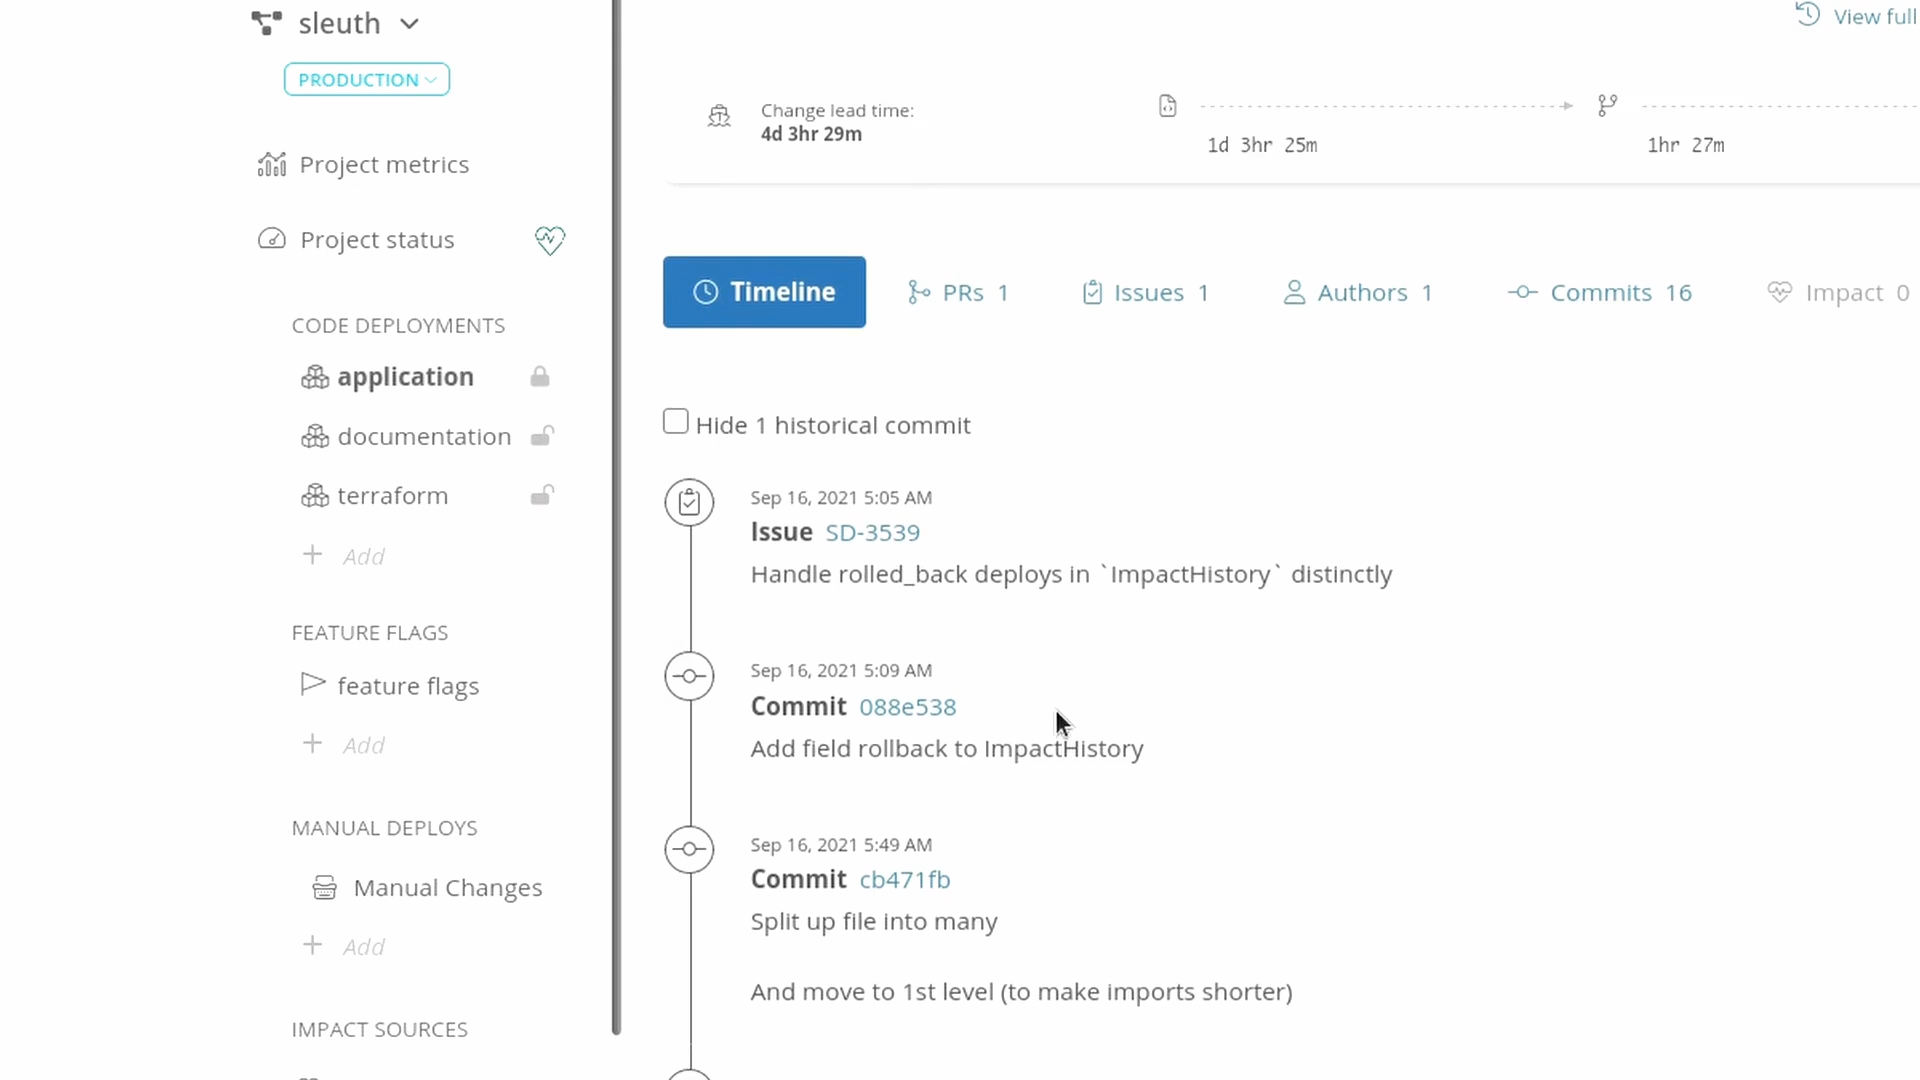 sleuth
PRODUCTION
Project metrics
Project status
CODE DEPLOYMENTS
application
documentation
terraform
+ Add
FEATURE FLAGS
feature flags
+ Add
MANUAL DEPLOYS
Manual Changes
+ Add
IMPACT SOURCES
View full
Change lead time:
4d 3hr 29m
1d 3hr 25m
1hr 27m
Timeline
PRs 1
Issues 1
Authors 1
Commits 16
Impact 0
Hide 1 historical commit
Sep 16, 2021 5:05 AM
Issue SD-3539
Handle rolled_back deploys in `ImpactHistory` distinctly
Sep 16, 2021 5:09 AM
Commit 088e538
Add field rollback to ImpactHistory
Sep 16, 2021 5:49 AM
Commit cb471fb
Split up file into many
And move to 1st level (to make imports shorter)